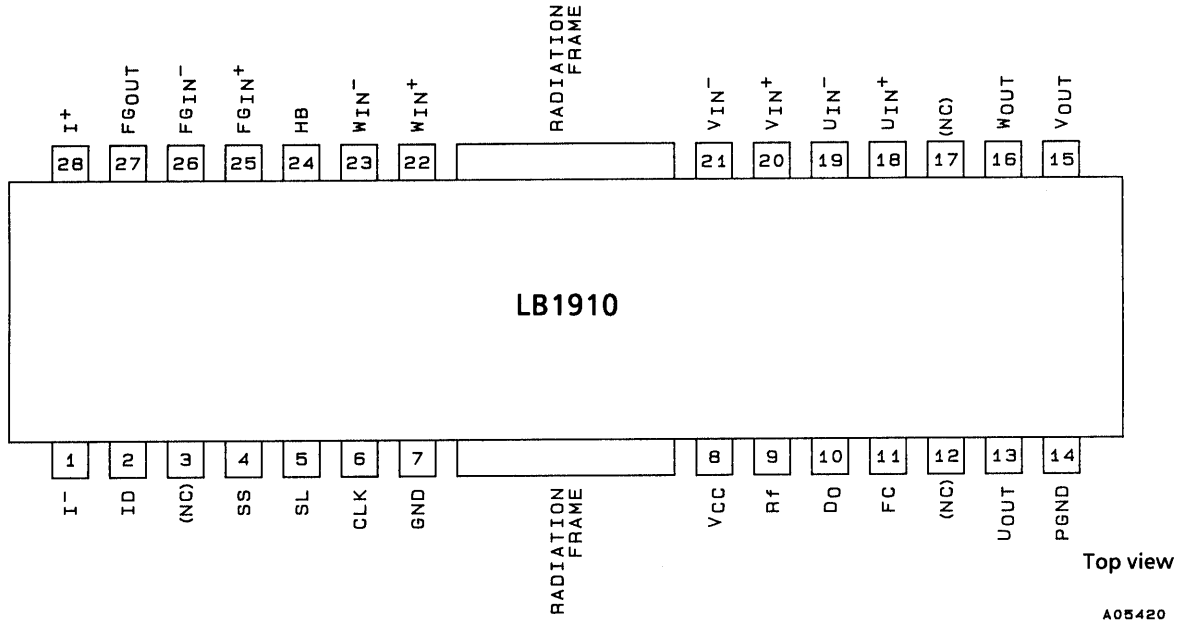 RADIATION
FRAME
I+
FGOUT
FGIN-
FGIN+
HB
WIN-
WIN+
VIN-
VIN+
UIN-
UIN+
(NC)
WOUT
VOUT
28 27 26 25 24 23 22 21 20 19 18 17 16 15
LB1910
1 2 3 4 5 6 7 8 9 10 11 12 13 14
I-
ID
(NC)
SS
SL
CLK
GND
RADIATION
FRAME
VCC
Rf
DO
FC
(NC)
UOUT
PGND
Top view
A05420